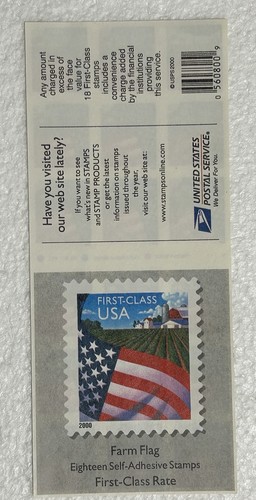 Any amount
charged in
excess of
the face
value for
18 First-Class
stamps
includes a
convenience
charge added
by the financial
institutions
providing
this service.
© USPS 2000
0 560800 9
Have you visited
our web site lately?
If you want to see
what's new in STAMPS
and STAMP PRODUCTS
or get the latest
information on stamps
issued throughout
the year,
visit our web site at:
www.stampsonline.com
UNITED STATES
POSTAL SERVICE®
We Deliver For You.
FIRST-CLASS
USA
2000
Farm Flag
Eighteen Self-Adhesive Stamps
First-Class Rate